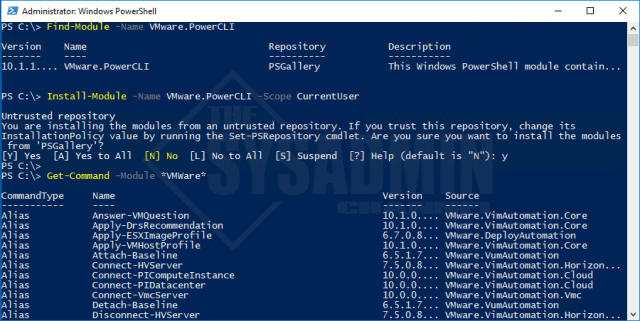 Administrator: Windows PowerShell
PS C:\> Find-Module -Name VMware.PowerCLI
Version Name Repository Description
------- ---- ---------- -----------
10.1.1.... VMware.PowerCLI PSGallery This Windows PowerShell module contain...
PS C:\> Install-Module -Name VMware.PowerCLI -Scope CurrentUser
Untrusted repository
You are installing the modules from an untrusted repository. If you trust this repository, change its
InstallationPolicy value by running the Set-PSRepository cmdlet. Are you sure you want to install the modules
from 'PSGallery'?
[Y] Yes [A] Yes to All [N] No [L] No to All [S] Suspend [?] Help (default is "N"): y
PS C:\>
PS C:\> Get-Command -Module *VMWare*
CommandType Name Version Source
----------- ---- ------- ------
Alias Answer-VMQuestion 10.1.0.... VMware.VimAutomation.Core
Alias Apply-DrsRecommendation 10.1.0.... VMware.VimAutomation.Core
Alias Apply-ESXImageProfile 6.7.0.8... VMware.DeployAutomation
Alias Apply-VMHostProfile 10.1.0.... VMware.VimAutomation.Core
Alias Attach-Baseline 6.5.1.7... VMware.VumAutomation
Alias Connect-HVServer 7.5.0.8... VMware.VimAutomation.Horizon...
Alias Connect-PIComputeInstance 10.0.0.... VMware.VimAutomation.Cloud
Alias Connect-PIDatacenter 10.0.0.... VMware.VimAutomation.Cloud
Alias Connect-VmcServer 10.0.0.... VMware.VimAutomation.Vmc
Alias Detach-Baseline 6.5.1.7... VMware.VumAutomation
Alias Disconnect-HVServer 7.5.0.8... VMware.VimAutomation.Horizon...
THE
SYSADMIN
CHANNEL